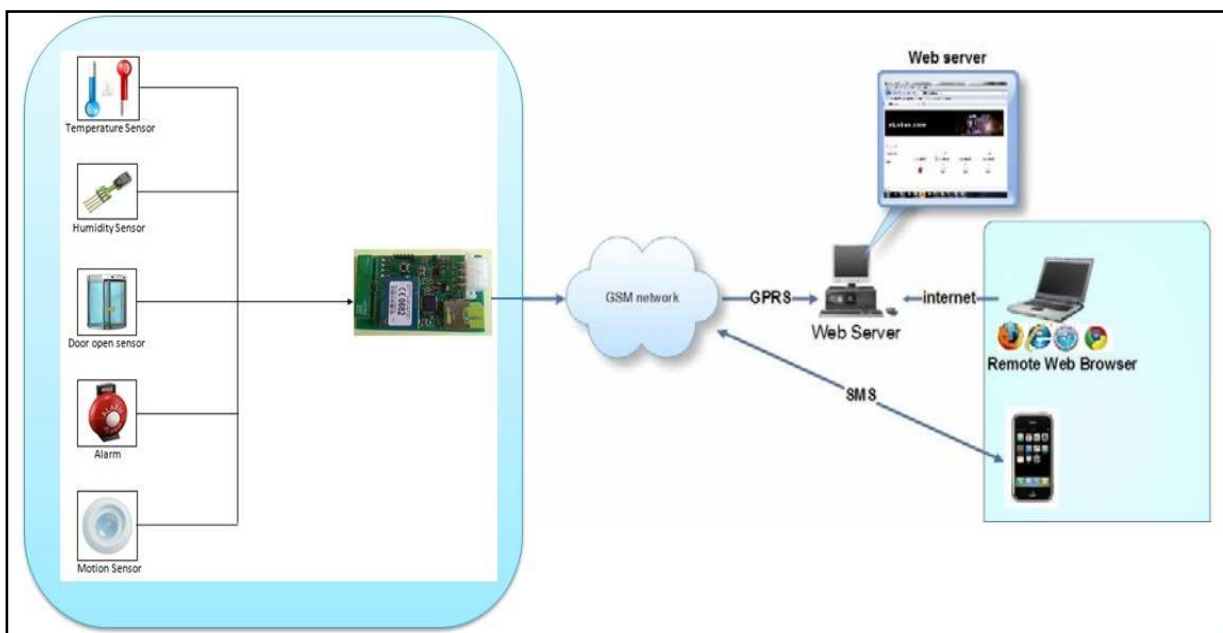 Temperature Sensor
Humidity Sensor
Door open sensor
Alarm
Motion Sensor
GSM network
GPRS
SMS
Web server
Web Server
internet
Remote Web Browser